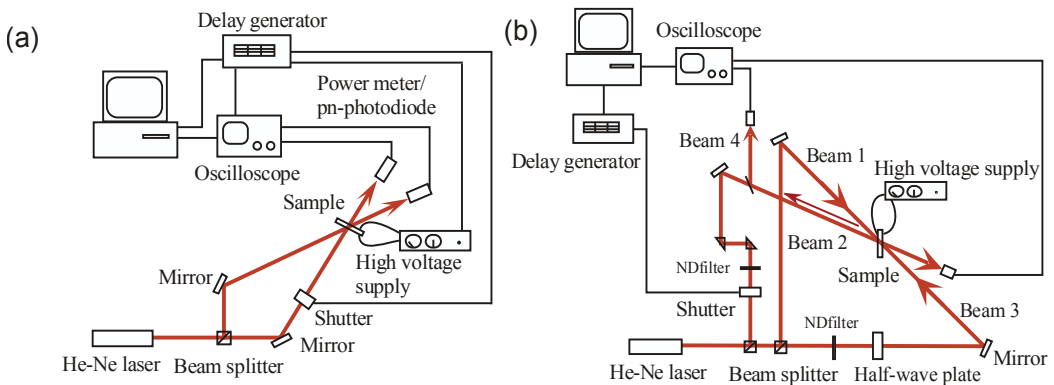 (a)
Delay generator
Power meter/
pn-photodiode
Oscilloscope
Sample
High voltage
supply
Mirror
Shutter
Mirror
He-Ne laser
Beam splitter
(b)
Oscilloscope
Beam 4
Delay generator
Beam 1
High voltage supply
Beam 2
Sample
NDfilter
Shutter
Beam 3
NDfilter
He-Ne laser
Beam splitter
Half-wave plate
Mirror